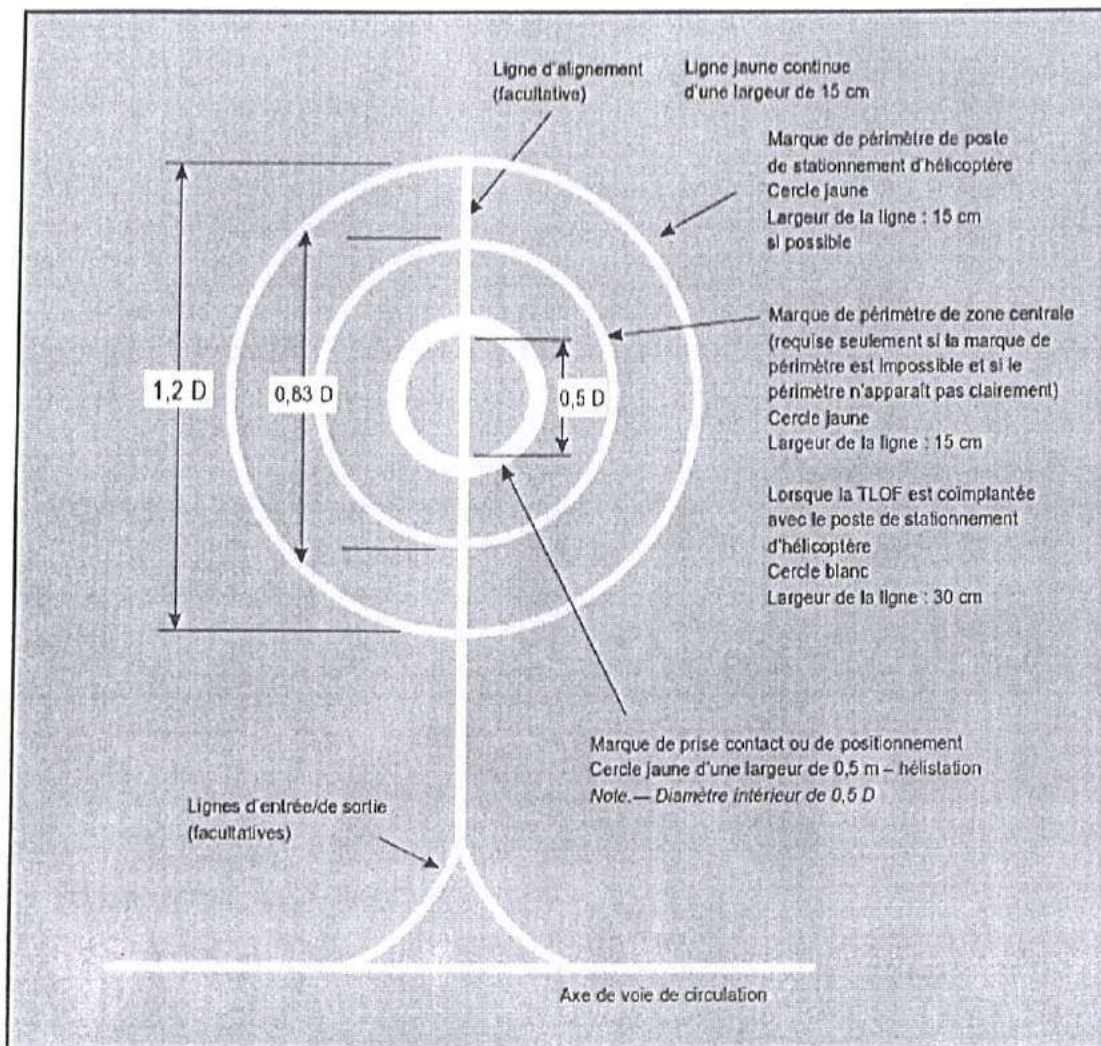 Ligne d'alignement
(facultative)
Ligne jaune continue
d'une largeur de 15 cm
Marque de périmètre de poste
de stationnement d'hélicoptère
Cercle jaune
Largeur de la ligne : 15 cm
si possible
Marque de périmètre de zone centrale
(requise seulement si la marque de
périmètre est impossible et si le
périmètre n'apparaît pas clairement)
Cercle jaune
Largeur de la ligne : 15 cm
1,2 D
0,83 D
0,5 D
Lorsque la TLOF est coïmplantée
avec le poste de stationnement
d'hélicoptère
Cercle blanc
Largeur de la ligne : 30 cm
Marque de prise contact ou de positionnement
Cercle jaune d'une largeur de 0,5 m – hélistation
Note.— Diamètre intérieur de 0,5 D
Lignes d'entrée/de sortie
(facultatives)
Axe de voie de circulation